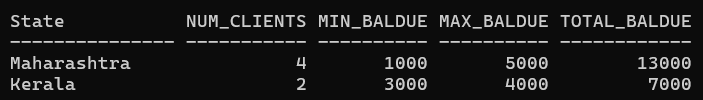 State           NUM_CLIENTS MIN_BALDUE MAX_BALDUE TOTAL_BALDUE
--------------- ----------- ---------- ---------- ------------
Maharashtra               4       1000       5000        13000
Kerala                    2       3000       4000         7000